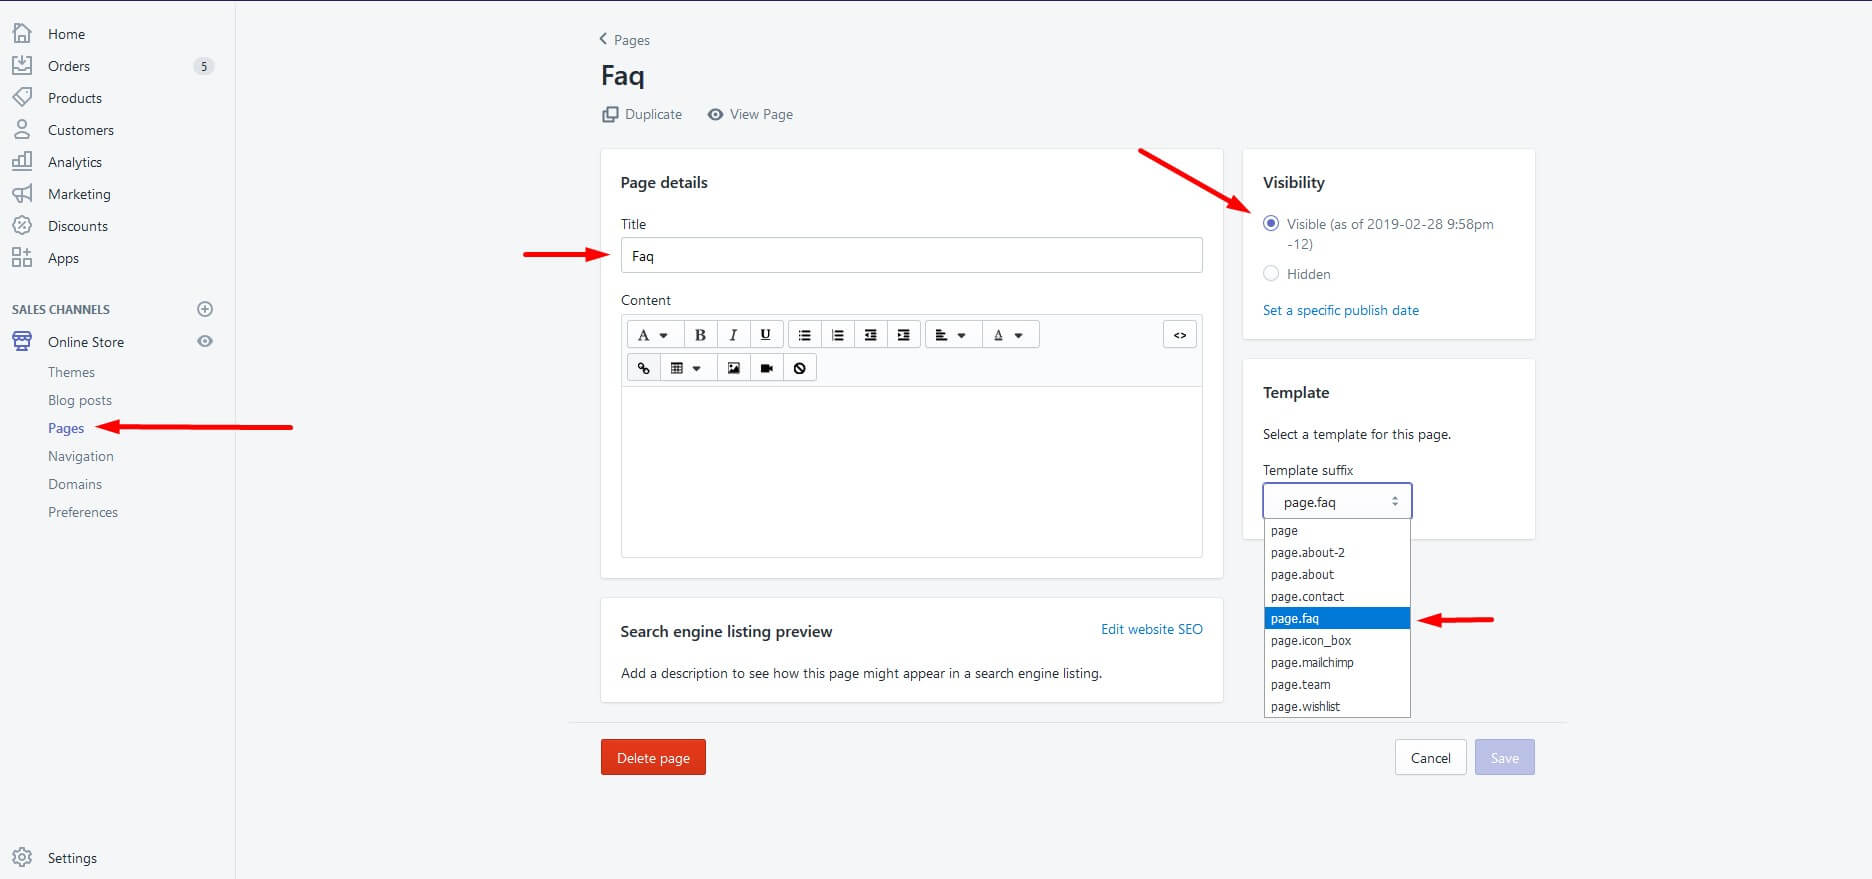 Home
Orders 5
Products
Customers
Analytics
Marketing
Discounts
Apps
SALES CHANNELS
Online Store
Themes
Blog posts
Pages
Navigation
Domains
Preferences
Settings
Pages
Faq
Duplicate View Page
Page details
Title
Faq
Content
A B I U A <>
Search engine listing preview Edit website SEO
Add a description to see how this page might appear in a search engine listing.
Visibility
Visible (as of 2019-02-28 9:58pm
-12)
Hidden
Set a specific publish date
Template
Select a template for this page.
Template suffix
page.faq
page
page.about-2
page.about
page.contact
page.faq
page.icon_box
page.mailchimp
page.team
page.wishlist
Delete page Cancel Save